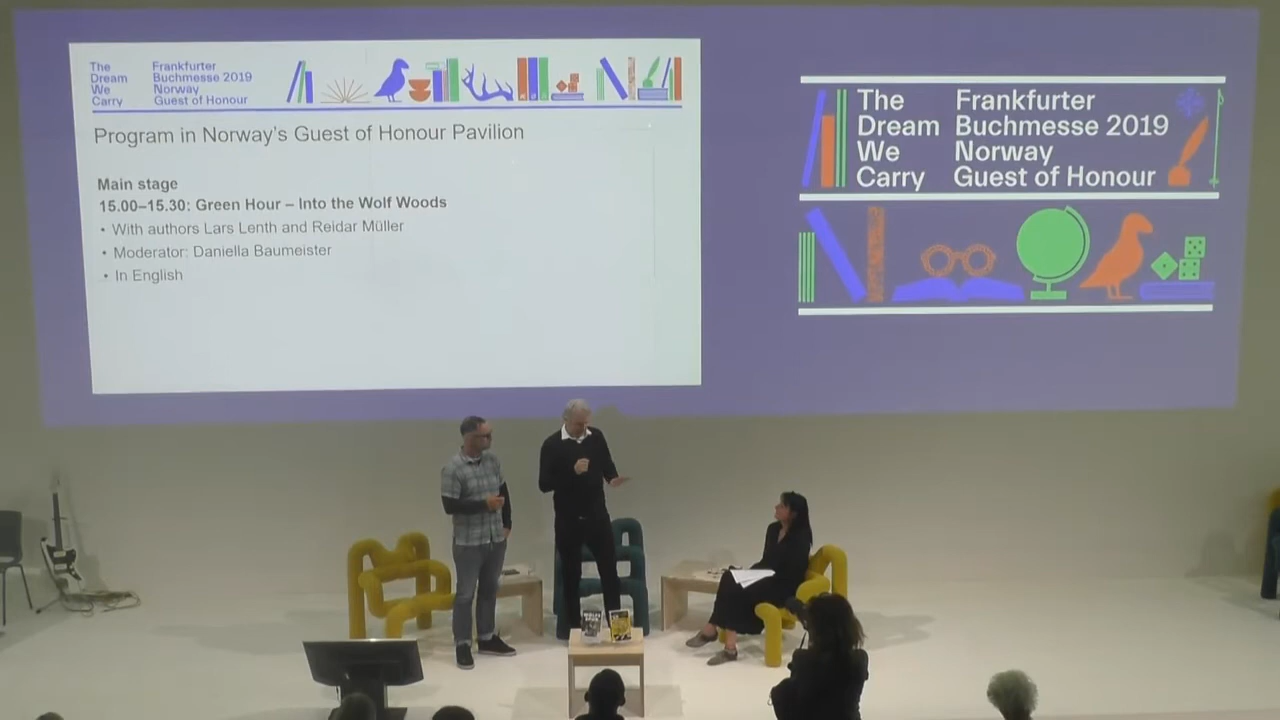 The
Dream
We
Carry
Frankfurter
Buchmesse 2019
Norway
Guest of Honour
Program in Norway's Guest of Honour Pavilion
Main stage
15.00–15.30: Green Hour – Into the Wolf Woods
• With authors Lars Lenth and Reidar Müller
• Moderator: Daniella Baumeister
• In English
The
Dream
We
Carry
Frankfurter
Buchmesse 2019
Norway
Guest of Honour